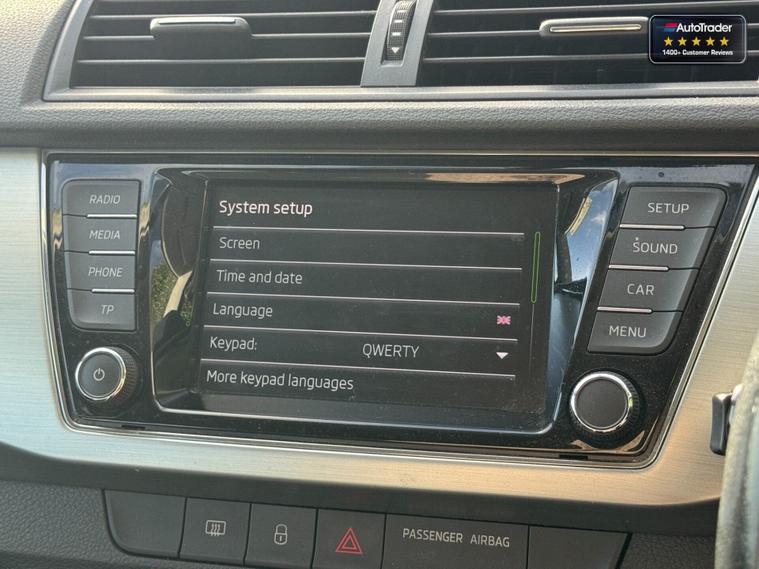 AutoTrader
1400+ Customer Reviews
RADIO
MEDIA
PHONE
TP
System setup
Screen
Time and date
Language
Keypad: QWERTY
More keypad languages
SETUP
SOUND
CAR
MENU
PASSENGER AIRBAG